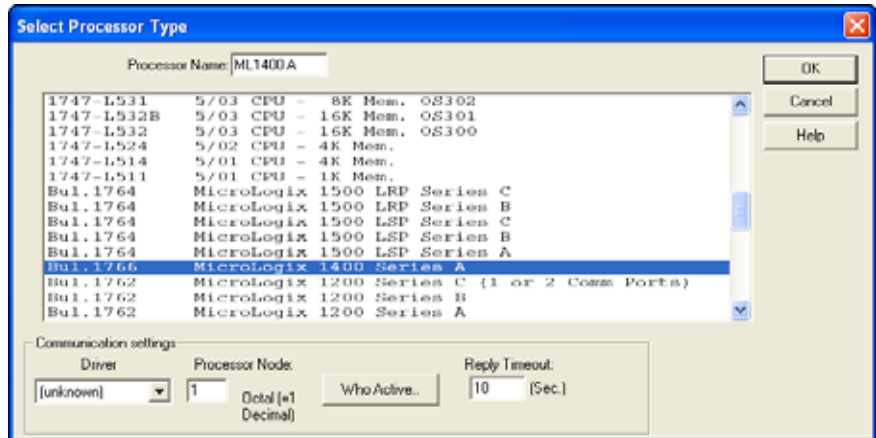 Select Processor Type
Processor Name: ML1400 A
OK
1747-L531 5/03 CPU - 8K Mem. OS302
Cancel
1747-L532B 5/03 CPU - 16K Mem. OS301
1747-L532 5/03 CPU - 16K Mem. OS300
Help
1747-L524 5/02 CPU - 4K Mem.
1747-L514 5/01 CPU - 4K Mem.
1747-L511 5/01 CPU - 1K Mem.
Bul.1764 MicroLogix 1500 LRP Series C
Bul.1764 MicroLogix 1500 LRP Series B
Bul.1764 MicroLogix 1500 LSP Series C
Bul.1764 MicroLogix 1500 LSP Series B
Bul.1764 MicroLogix 1500 LSP Series A
Bul.1766 MicroLogix 1400 Series A
Bul.1762 MicroLogix 1200 Series C (1 or 2 Comm Ports)
Bul.1762 MicroLogix 1200 Series B
Bul.1762 MicroLogix 1200 Series A
Communication settings
Driver Processor Node: Reply Timeout:
(unknown) 1 Octal (=1 Decimal) Who Active.. 10 (Sec.)